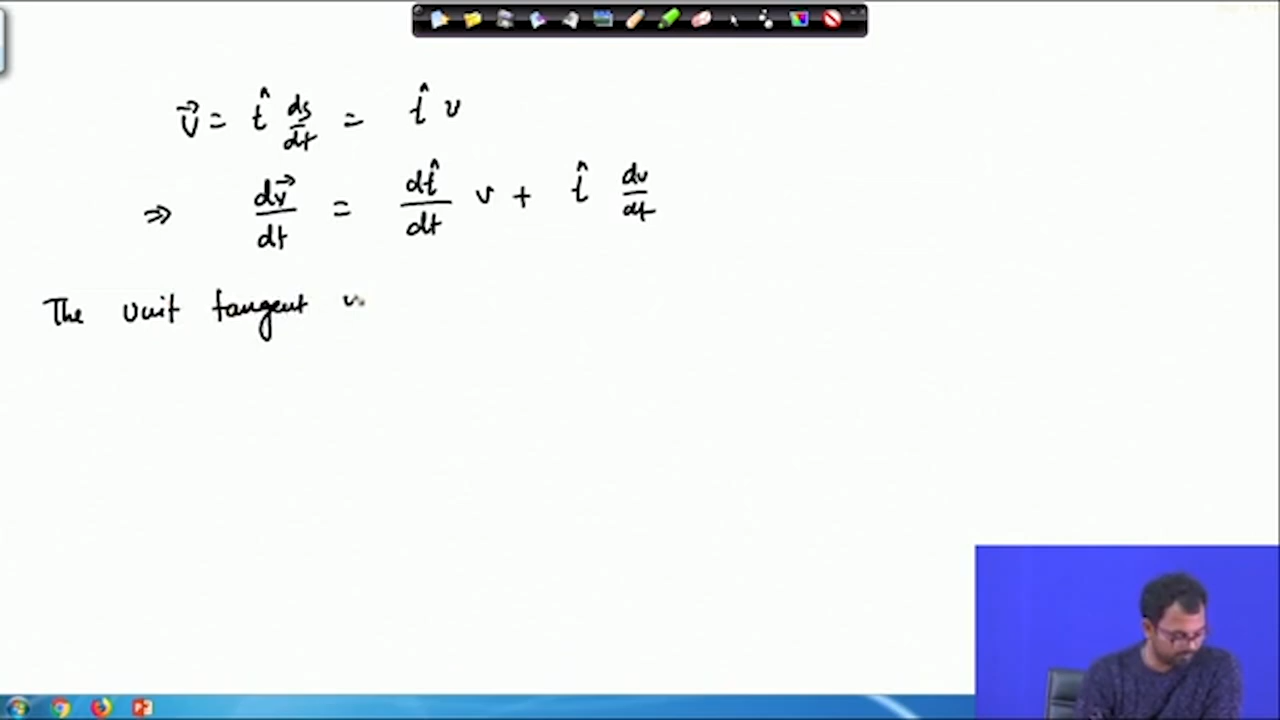 v⃗ = t̂ ds/dt = t̂ v
⇒ dv⃗/dt = dt̂/dt v + t̂ dv/dt
The unit tangent v